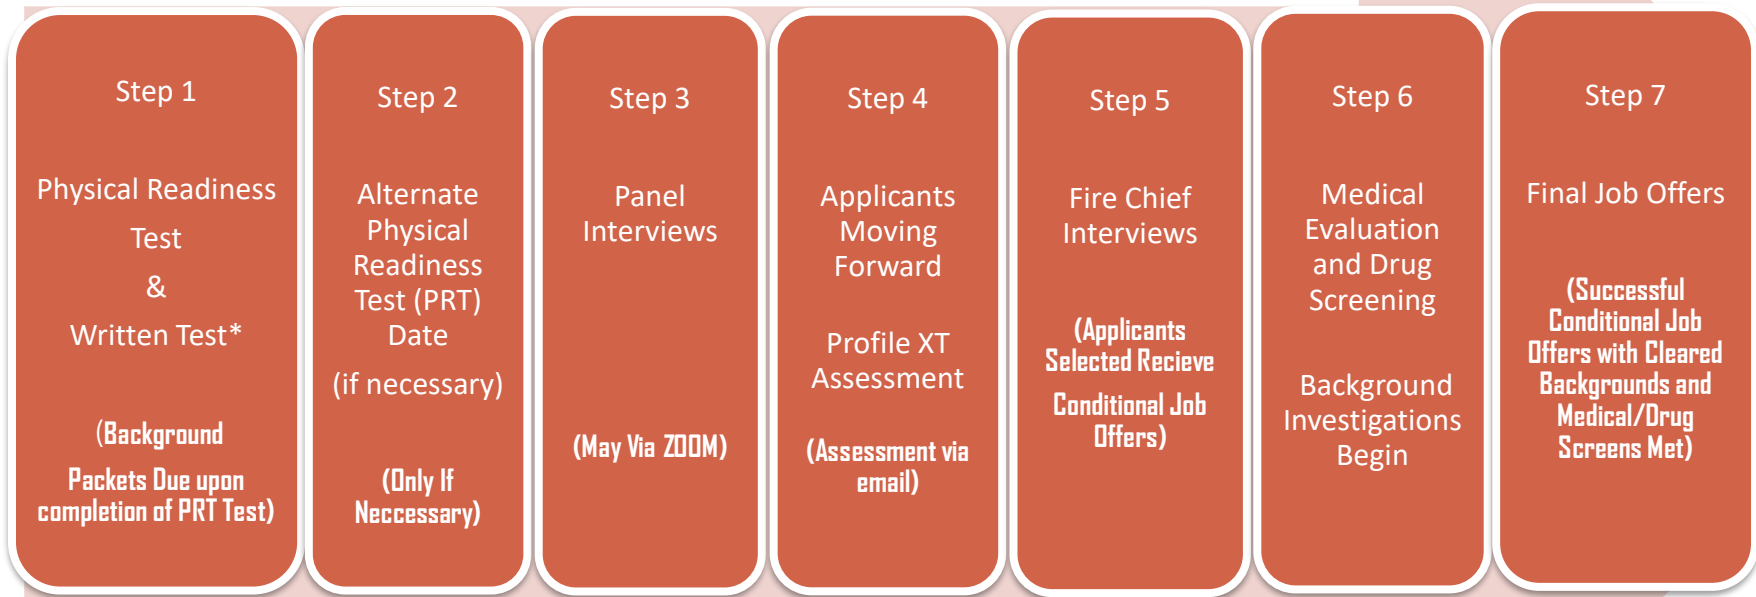 Step 1
Physical Readiness
Test
&
Written Test*
(Background
Packets Due upon
completion of PRT Test)
Step 2
Alternate
Physical
Readiness
Test (PRT)
Date
(if necessary)
(Only If
Neccessary)
Step 3
Panel
Interviews
(May Via ZOOM)
Step 4
Applicants
Moving
Forward
Profile XT
Assessment
(Assessment via
email)
Step 5
Fire Chief
Interviews
(Applicants
Selected Recieve
Conditional Job
Offers)
Step 6
Medical
Evaluation
and Drug
Screening
Background
Investigations
Begin
Step 7
Final Job Offers
(Successful
Conditional Job
Offers with Cleared
Backgrounds and
Medical/Drug
Screens Met)